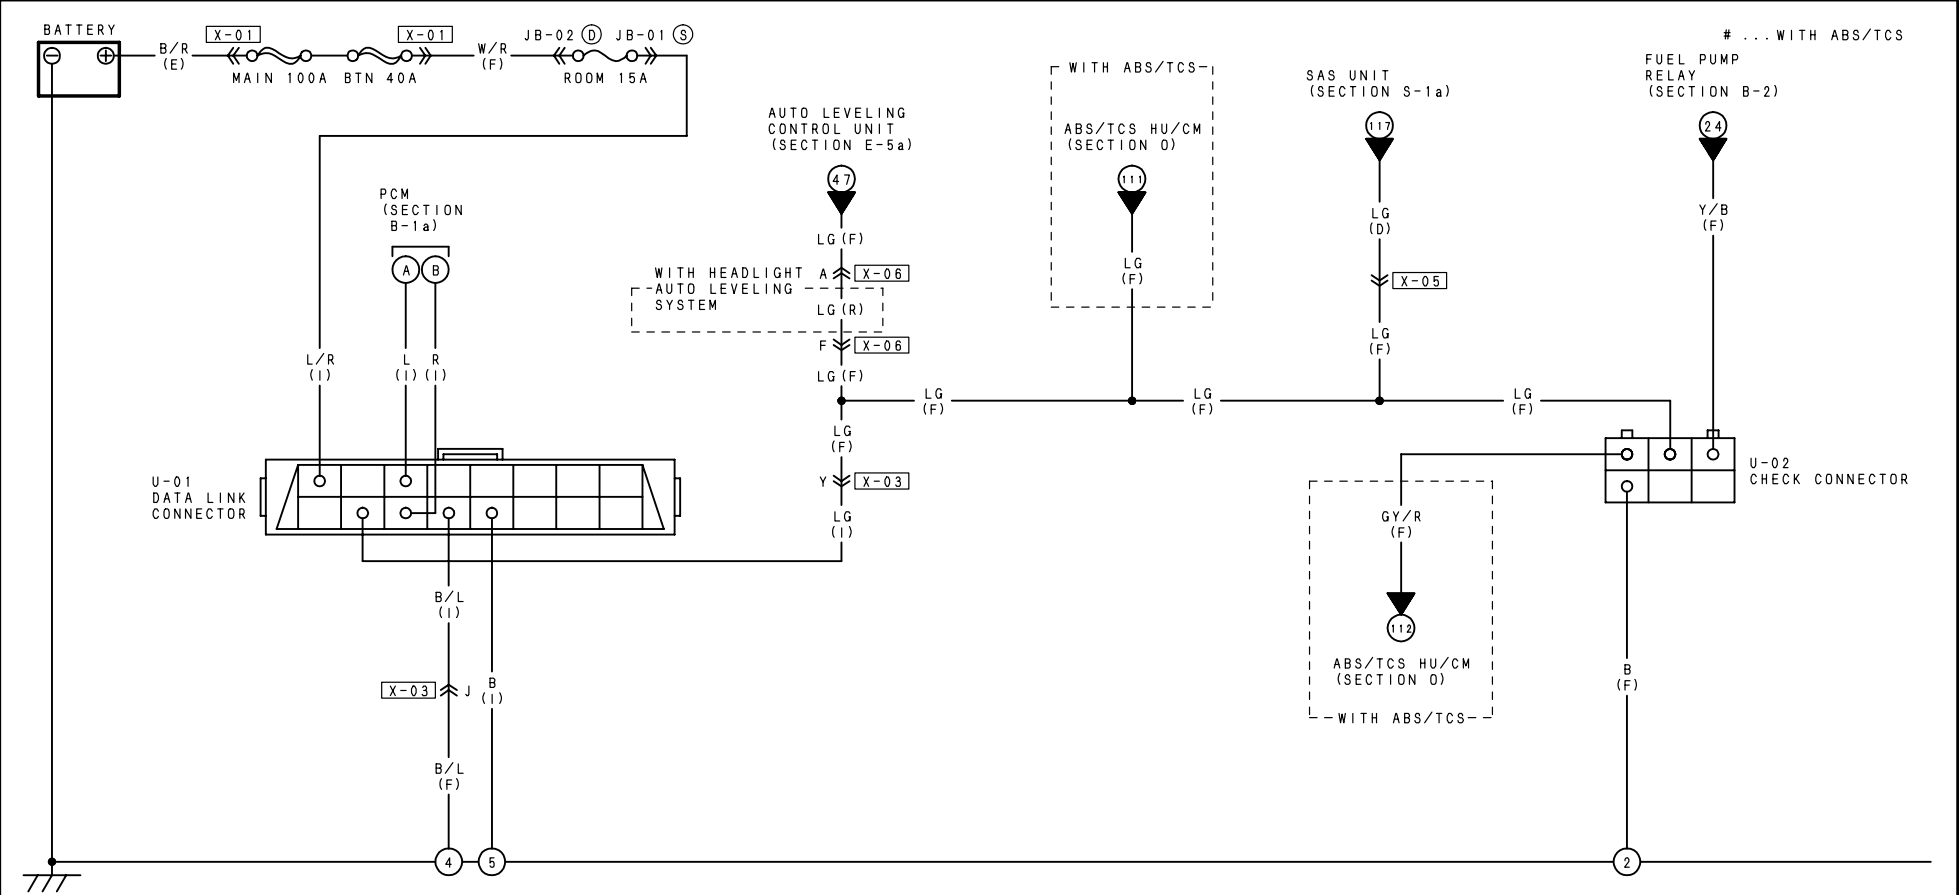 BATTERY
B/R
(E)
X-01
MAIN 100A
BTN 40A
X-01
W/R
(F)
JB-02 D
JB-01 S
ROOM 15A
# ...WITH ABS/TCS
PCM
(SECTION
B-1a)
A
B
L/R
(I)
L
(I)
R
(I)
AUTO LEVELING
CONTROL UNIT
(SECTION E-5a)
47
LG(F)
A
X-06
WITH HEADLIGHT
AUTO LEVELING
SYSTEM
LG(R)
F
X-06
LG(F)
WITH ABS/TCS
ABS/TCS HU/CM
(SECTION O)
111
LG
(F)
SAS UNIT
(SECTION S-1a)
117
LG
(D)
X-05
LG
(F)
FUEL PUMP
RELAY
(SECTION B-2)
24
Y/B
(F)
LG
(F)
LG
(F)
LG
(F)
LG
(F)
Y
X-03
LG
(I)
U-01
DATA LINK
CONNECTOR
U-02
CHECK CONNECTOR
GY/R
(F)
112
ABS/TCS HU/CM
(SECTION O)
WITH ABS/TCS
B/L
(I)
X-03
J
B
(I)
B/L
(F)
B
(F)
4
5
2